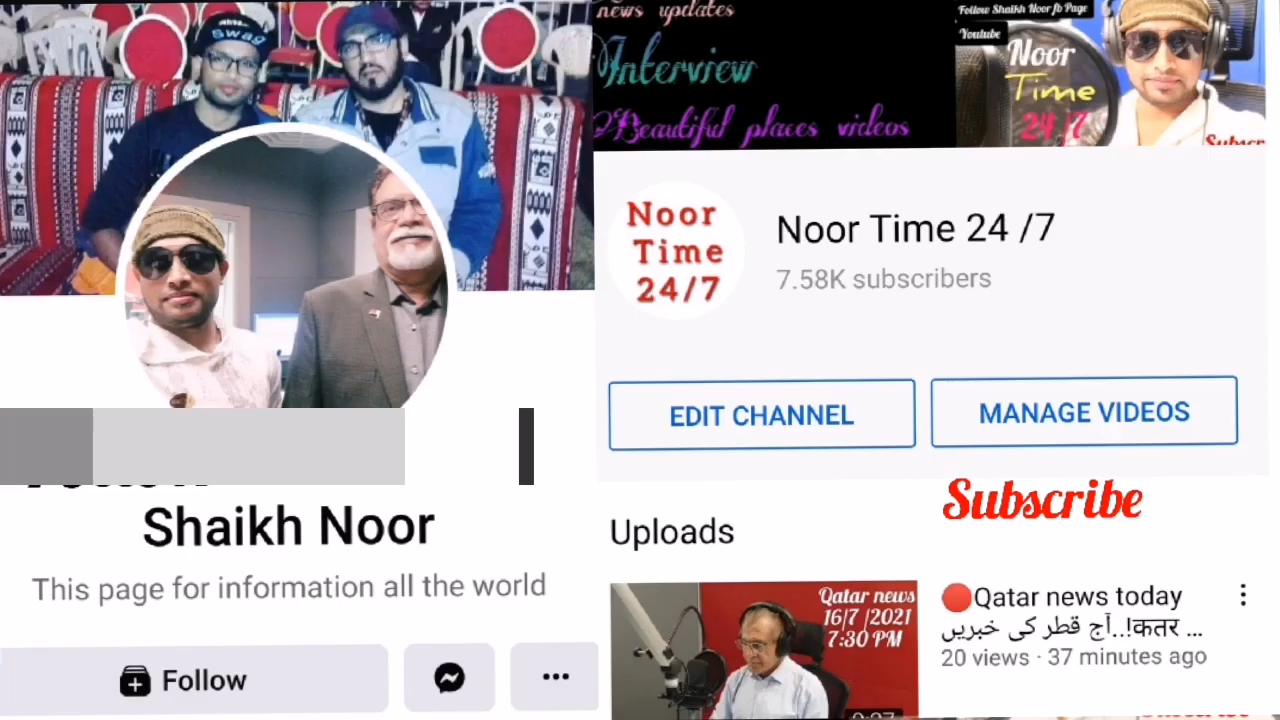 Swag
Shaikh Noor
This page for information all the world
Follow
news updates
Interview
Beautiful places videos
Follow Shaikh Noor fb Page
Youtube
Noor
Time
24/7
Noor
Time
24/7
Noor Time 24 /7
7.58K subscribers
EDIT CHANNEL
MANAGE VIDEOS
Subscribe
Uploads
Qatar news
16/7 /2021
7:30 PM
🔴Qatar news today
آج قطر کی خبریں..!कतर ...
20 views · 37 minutes ago